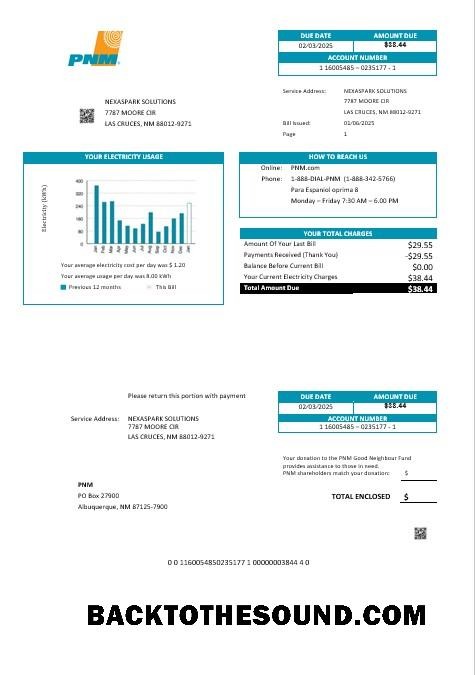 PNM
DUE DATE AMOUNT DUE
02/03/2025 $38.44
ACCOUNT NUMBER
1 16005485 – 0235177 - 1
NEXASPARK SOLUTIONS
7787 MOORE CIR
LAS CRUCES, NM 88012-9271
Service Address: NEXASPARK SOLUTIONS
7787 MOORE CIR
LAS CRUCES, NM 88012-9271
Bill Issued: 01/06/2025
Page 1
YOUR ELECTRICITY USAGE
Electricity (kWh)
400
320
240
160
80
0
Jan Feb Mar Apr May Jun Jul Aug Sep Oct Nov Dec Jan
Your average electricity cost per day was $ 1.20
Your average usage per day was 8.00 kWh
Previous 12 months This Bill
HOW TO REACH US
Online: PNM.com
Phone: 1-888-DIAL-PNM (1-888-342-5766)
Para Espaniol oprima 8
Monday – Friday 7:30 AM – 6.00 PM
YOUR TOTAL CHARGES
Amount Of Your Last Bill $29.55
Payments Received (Thank You) -$29.55
Balance Before Current Bill $0.00
Your Current Electricity Charges $38.44
Total Amount Due $38.44
Please return this portion with payment
Service Address: NEXASPARK SOLUTIONS
7787 MOORE CIR
LAS CRUCES, NM 88012-9271
DUE DATE AMOUNT DUE
02/03/2025 $38.44
ACCOUNT NUMBER
1 16005485 – 0235177 - 1
Your donation to the PNM Good Neighbour Fund
provides assistance to those in need.
PNM shareholders match your donation: $
PNM
PO Box 27900
Albuquerque, NM 87125-7900
TOTAL ENCLOSED $
0 0 1160054850235177 1 00000003844 4 0
BACKTOTHESOUND.COM